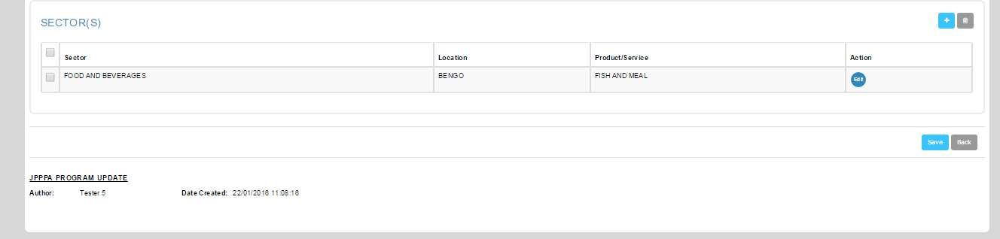 SECTOR(S)
Sector Location Product/Service Action
FOOD AND BEVERAGES BENGO FISH AND MEAL Edit
Save Back
JPPPA PROGRAM UPDATE
Author: Tester 5 Date Created: 22/01/2016 11:08:16